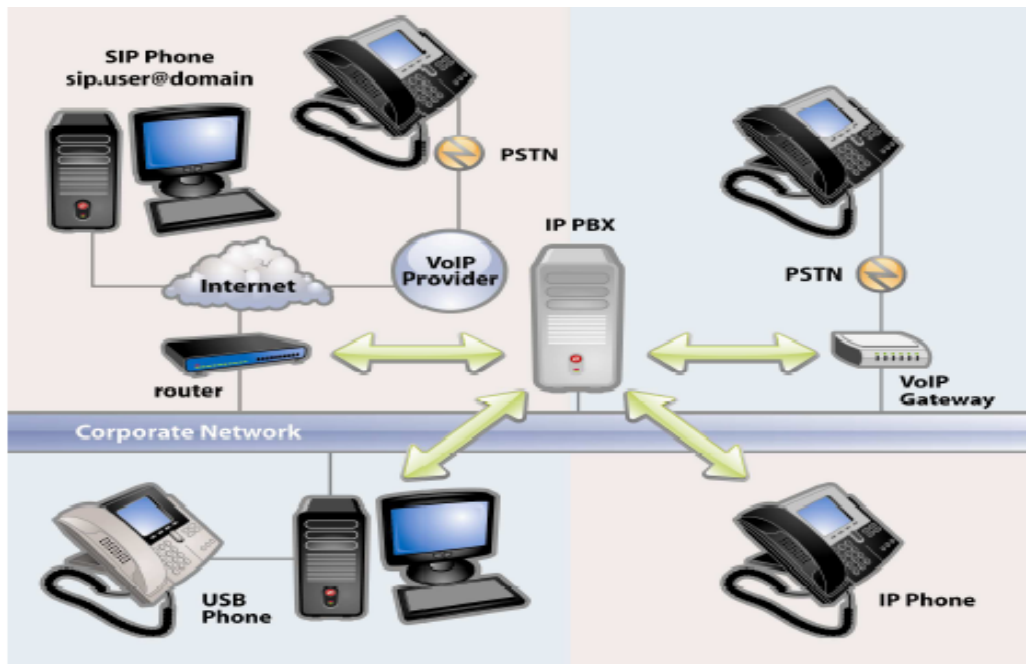 SIP Phone
sip.user@domain
PSTN
IP PBX
VoIP
Provider
Internet
PSTN
router
VoIP
Gateway
Corporate Network
USB
Phone
IP Phone